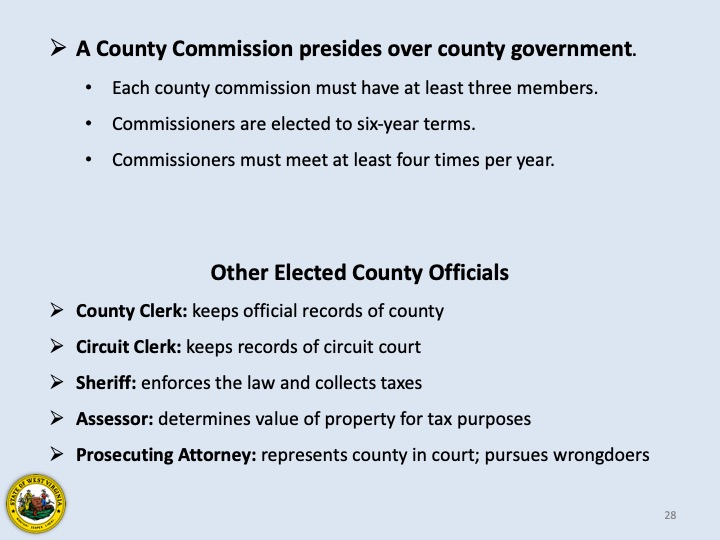 ➢ A County Commission presides over county government.
• Each county commission must have at least three members.
• Commissioners are elected to six-year terms.
• Commissioners must meet at least four times per year.
Other Elected County Officials
➢ County Clerk: keeps official records of county
➢ Circuit Clerk: keeps records of circuit court
➢ Sheriff: enforces the law and collects taxes
➢ Assessor: determines value of property for tax purposes
➢ Prosecuting Attorney: represents county in court; pursues wrongdoers
STATE OF WEST VIRGINIA
MONTANI SEMPER LIBERI
28